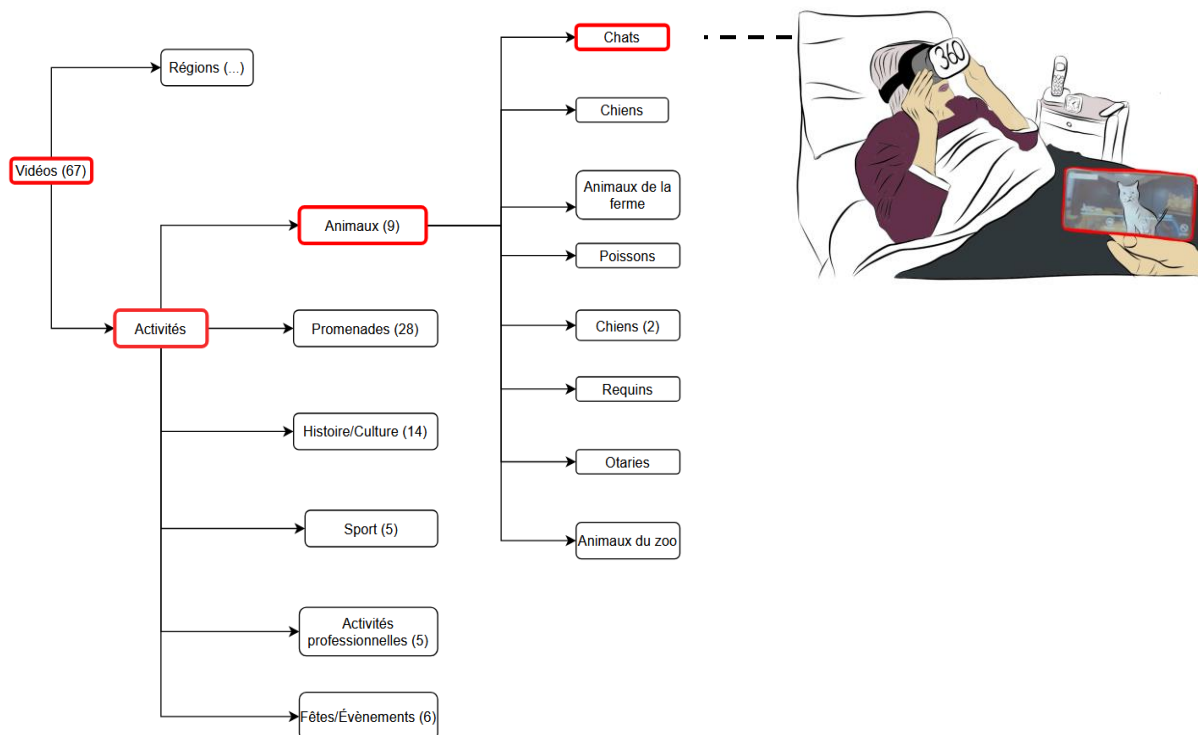 Chats
360
Régions (...)
Chiens
Vidéos (67)
Animaux de la
ferme
Animaux (9)
Poissons
Activités
Promenades (28)
Chiens (2)
Requins
Histoire/Culture (14)
Otaries
Sport (5)
Animaux du zoo
Activités
professionnelles (5)
Fêtes/Évènements (6)